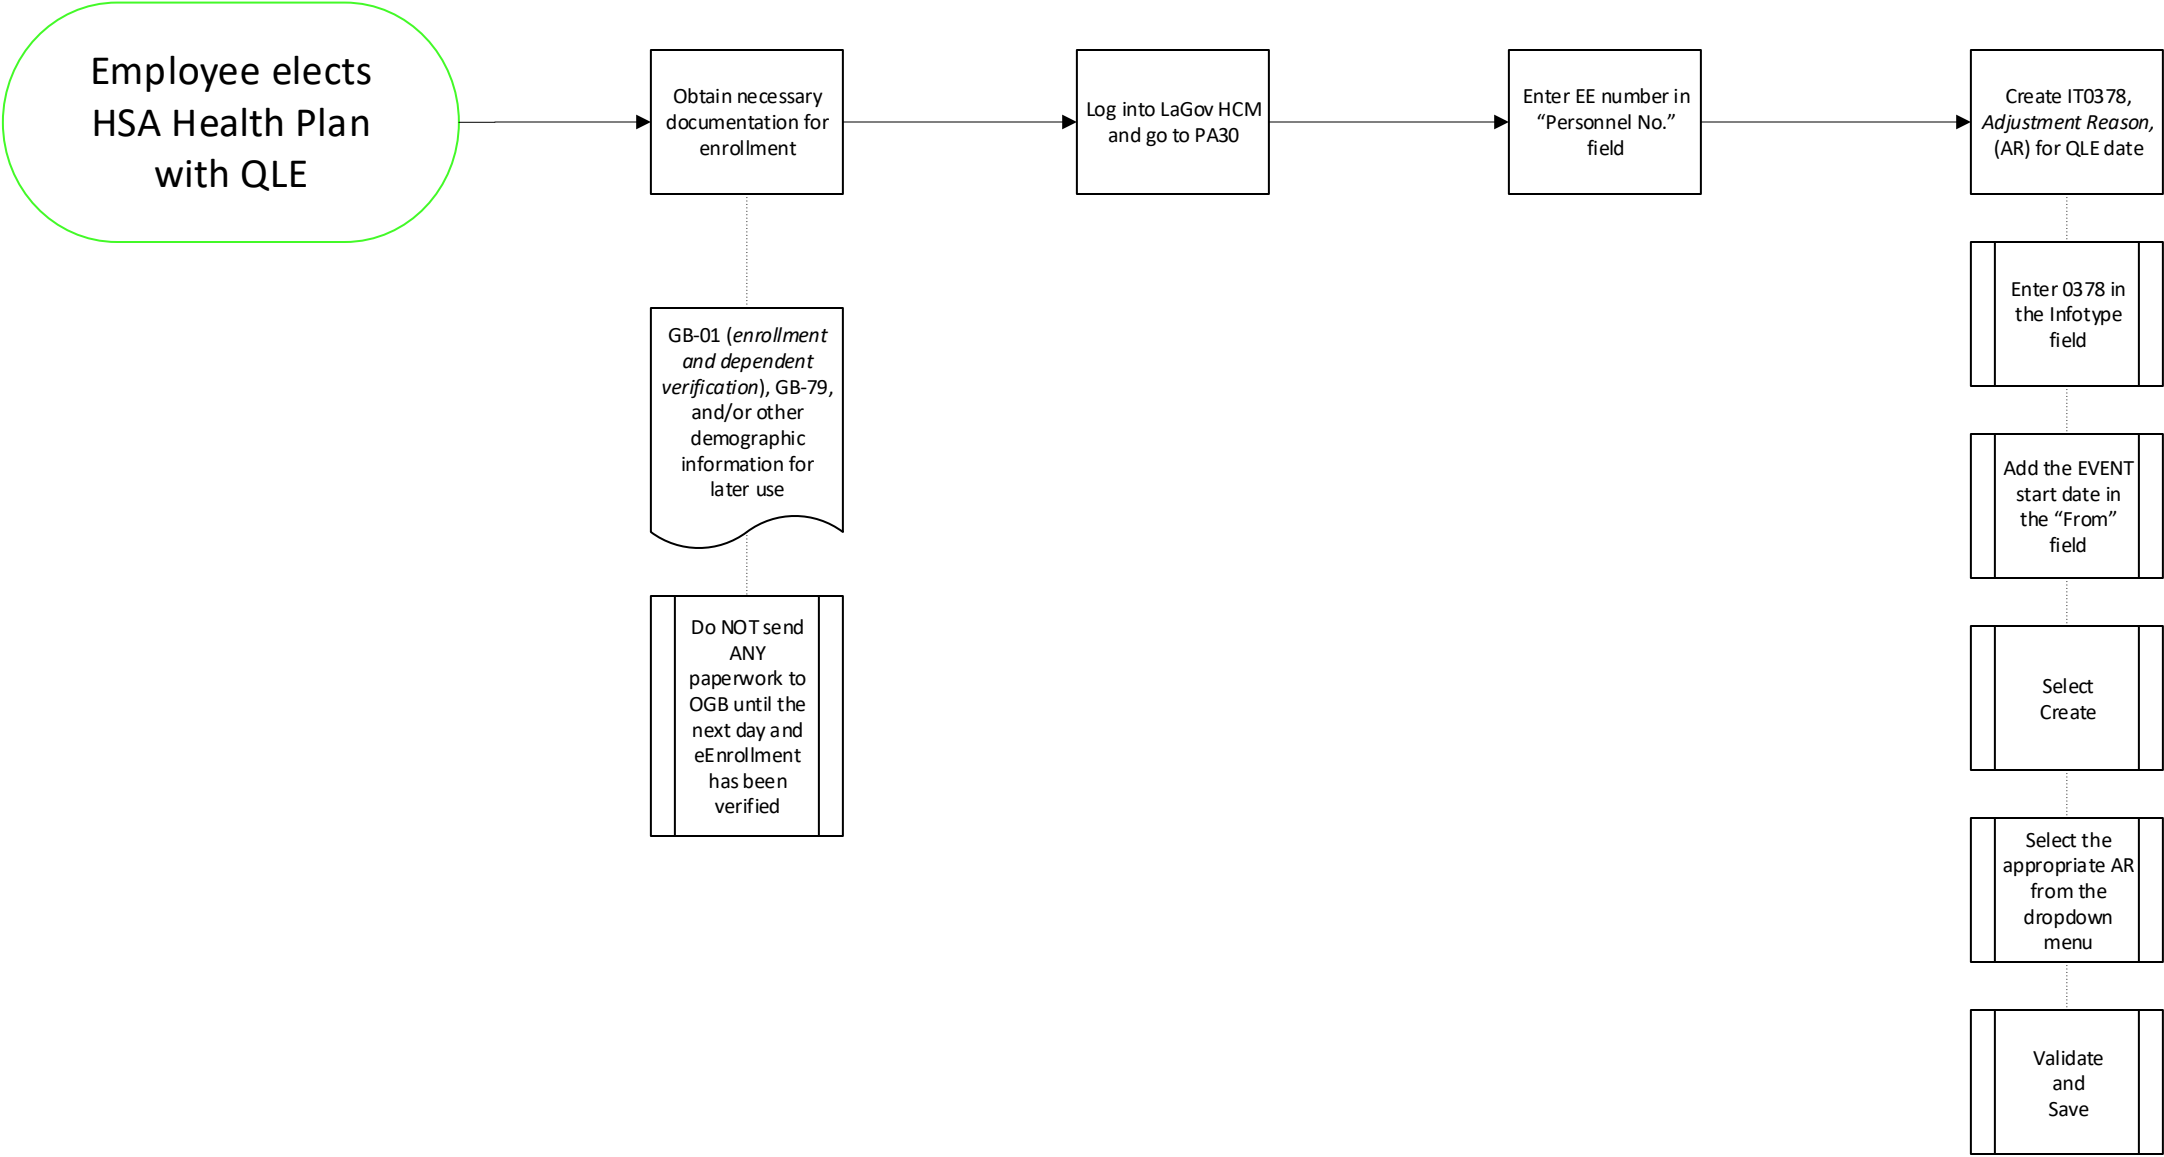 Employee elects
HSA Health Plan
with QLE
Obtain necessary
documentation for
enrollment
Log into LaGov HCM
and go to PA30
Enter EE number in
“Personnel No.”
field
Create IT0378,
Adjustment Reason,
(AR) for QLE date
GB-01 (enrollment
and dependent
verification), GB-79,
and/or other
demographic
information for
later use
Do NOT send
ANY
paperwork to
OGB until the
next day and
eEnrollment
has been
verified
Enter 0378 in
the Infotype
field
Add the EVENT
start date in
the “From”
field
Select
Create
Select the
appropriate AR
from the
dropdown
menu
Validate
and
Save